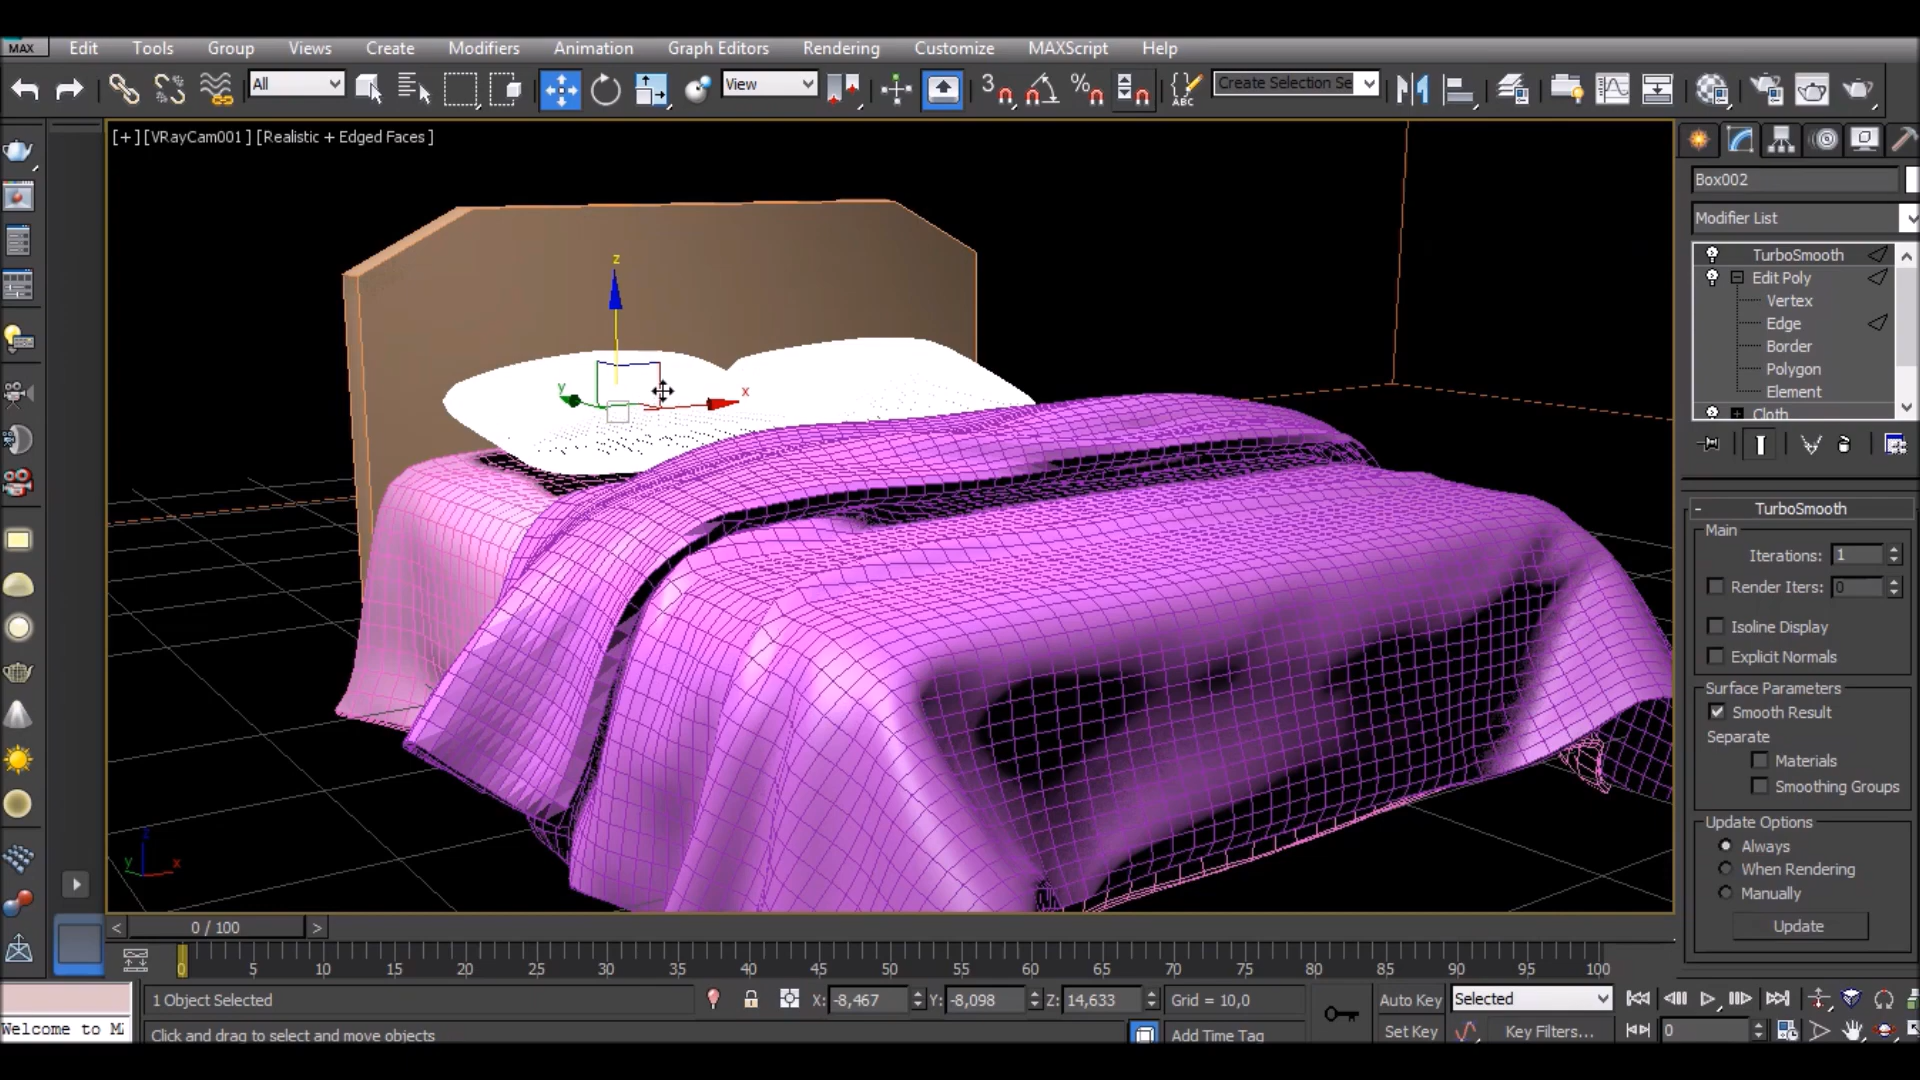 MAX Edit Tools Group Views Create Modifiers Animation Graph Editors Rendering Customize MAXScript Help
All View 3 % ABC Create Selection Se
[+] [VRayCam001 ] [Realistic + Edged Faces ]
Box002
Modifier List
TurboSmooth
Edit Poly
Vertex
Edge
Border
Polygon
Element
Cloth
z
y
x
- TurboSmooth
Main
Iterations: 1
Render Iters: 0
Isoline Display
Explicit Normals
Surface Parameters
Smooth Result
Separate
Materials
Smoothing Groups
Update Options
Always
When Rendering
Manually
Update
z
y
x
< 0 / 100 >
0 5 10 15 20 25 30 35 40 45 50 55 60 65 70 75 80 85 90 95 100
1 Object Selected X: -8,467 Y: -8,098 Z: 14,633 Grid = 10,0 Auto Key Selected
Welcome to Click and drag to select and move objects Add Time Tag Set Key Key Filters... 0